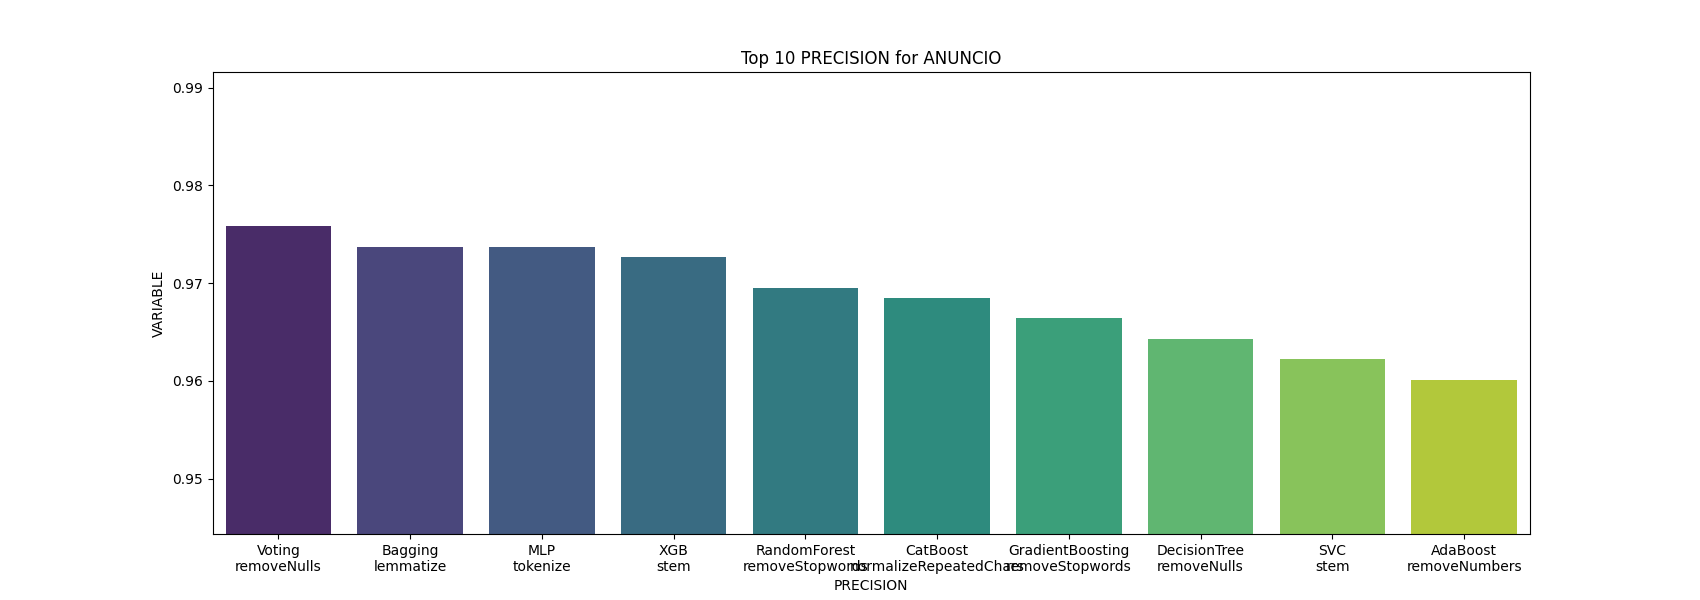 Top 10 PRECISION for ANUNCIO
0.99
0.98
0.97
0.96
0.95
VARIABLE
Voting
removeNulls
Bagging
lemmatize
MLP
tokenize
XGB
stem
RandomForest
removeStopwords
CatBoost
normalizeRepeatedChars
GradientBoosting
removeStopwords
DecisionTree
removeNulls
SVC
stem
AdaBoost
removeNumbers
PRECISION